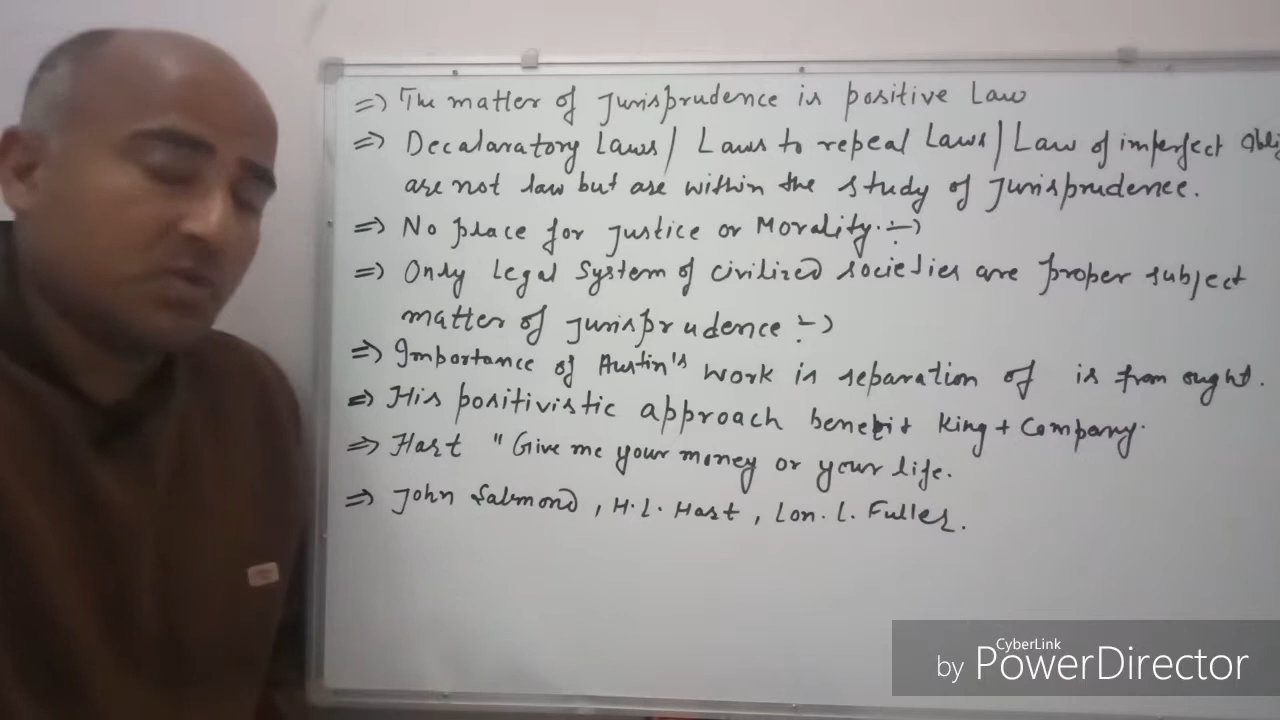 => The matter of Jurisprudence is positive Law
=> Decalaratory Laws / Laws to repeal Laws / Law of imperfect Obli
are not law but are within the study of Jurisprudence.
=> No place for Justice or Morality :->
=> Only Legal System of civilized societies are proper subject
matter of Jurisprudence :->
=> Importance of Austin's work is separation of is from ought.
=> His positivistic approach benefit King + Company.
=> Hart "Give me your money or your life.
=> John Salmond, H.L. Hart, Lon. L. Fuller.
CyberLink
by PowerDirector